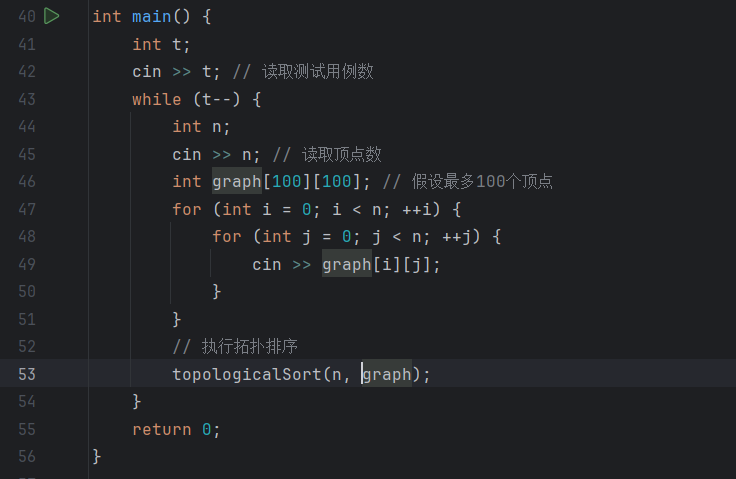 40 int main() {
41     int t;
42     cin >> t; // 读取测试用例数
43     while (t--) {
44         int n;
45         cin >> n; // 读取顶点数
46         int graph[100][100]; // 假设最多100个顶点
47         for (int i = 0; i < n; ++i) {
48             for (int j = 0; j < n; ++j) {
49                 cin >> graph[i][j];
50             }
51         }
52         // 执行拓扑排序
53         topologicalSort(n, graph);
54     }
55     return 0;
56 }